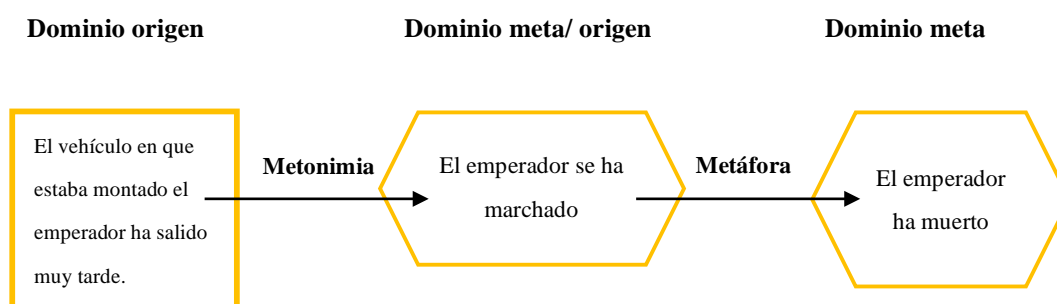 Dominio origen
Dominio meta/ origen
Dominio meta
El vehículo en que
estaba montado el
emperador ha salido
muy tarde.
Metonimia
El emperador se ha
marchado
Metáfora
El emperador
ha muerto